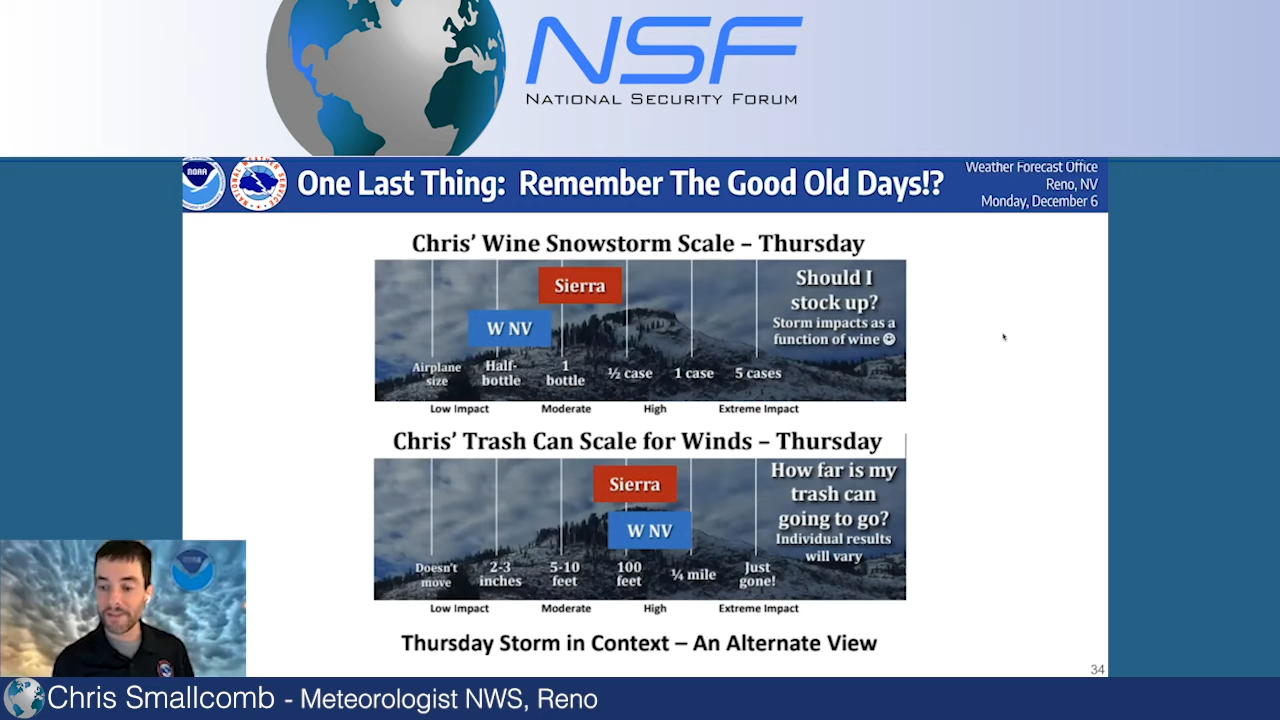 NSF
NATIONAL SECURITY FORUM
NOAA
One Last Thing: Remember The Good Old Days!?
Weather Forecast Office
Reno, NV
Monday, December 6
Chris’ Wine Snowstorm Scale – Thursday
Sierra
W NV
Should I
stock up?
Storm impacts as a
function of wine ☺
Airplane
size
Half-
bottle
1
bottle
½ case
1 case
5 cases
Low Impact
Moderate
High
Extreme Impact
Chris’ Trash Can Scale for Winds – Thursday
Sierra
W NV
How far is my
trash can
going to go?
Individual results
will vary
Doesn’t
move
2-3
inches
5-10
feet
100
feet
¼ mile
Just
gone!
Low Impact
Moderate
High
Extreme Impact
Thursday Storm in Context – An Alternate View
34
Chris Smallcomb - Meteorologist NWS, Reno